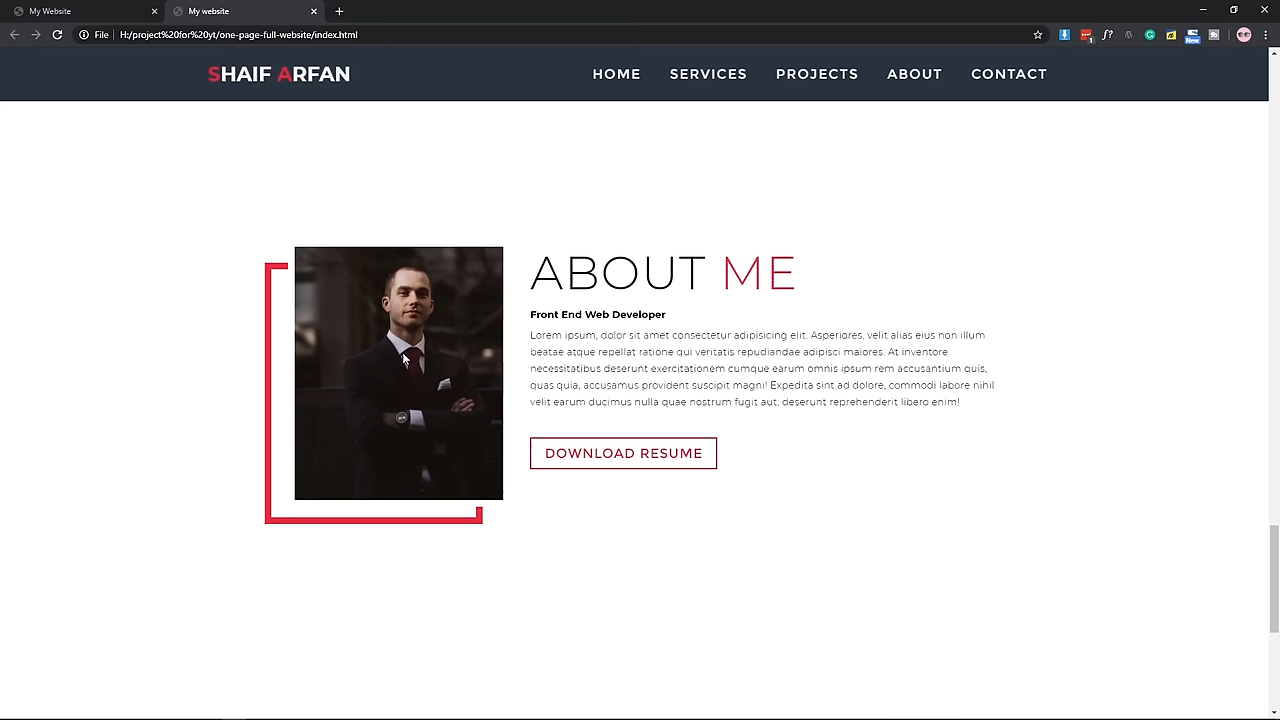 My Website
My website
File
H:/project%20for%20yt/one-page-full-website/index.html
New
SHAIF ARFAN
HOME SERVICES PROJECTS ABOUT CONTACT
ABOUT ME
Front End Web Developer
Lorem ipsum, dolor sit amet consectetur adipisicing elit. Asperiores, velit alias eius non illum
beatae atque repellat ratione qui veritatis repudiandae adipisci maiores. At inventore
necessitatibus deserunt exercitationem cumque earum omnis ipsum rem accusantium quis,
quas quia, accusamus provident suscipit magni! Expedita sint ad dolore, commodi labore nihil
velit earum ducimus nulla quae nostrum fugit aut, deserunt reprehenderit libero enim!
DOWNLOAD RESUME